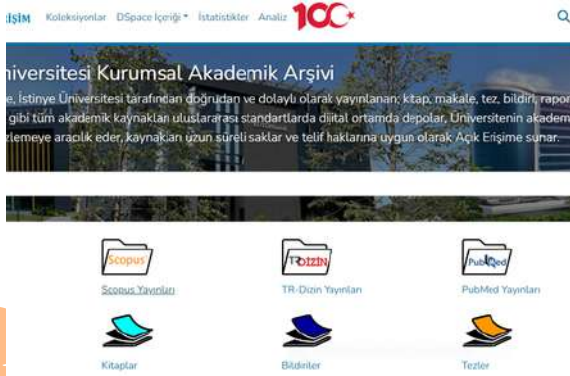 İŞİM Koleksiyonlar DSpace İçeriği İstatistikler Analiz 100
niversitesi Kurumsal Akademik Arşivi
e, İstinye Üniversitesi tarafından doğrudan ve dolaylı olarak yayınlanan; kitap, makale, tez, bildiri, rapor
gibi tüm akademik kaynakları uluslararası standartlarda dijital ortamda depolar, Üniversitenin akadem
zlemeye aracılık eder, kaynakları uzun süreli saklar ve telif haklarına uygun olarak Açık Erişime sunar.
Scopus TRDİZİN PubMed
Scopus Yayınları TR-Dizin Yayınları PubMed Yayınları
Kitaplar Bildiriler Tezler